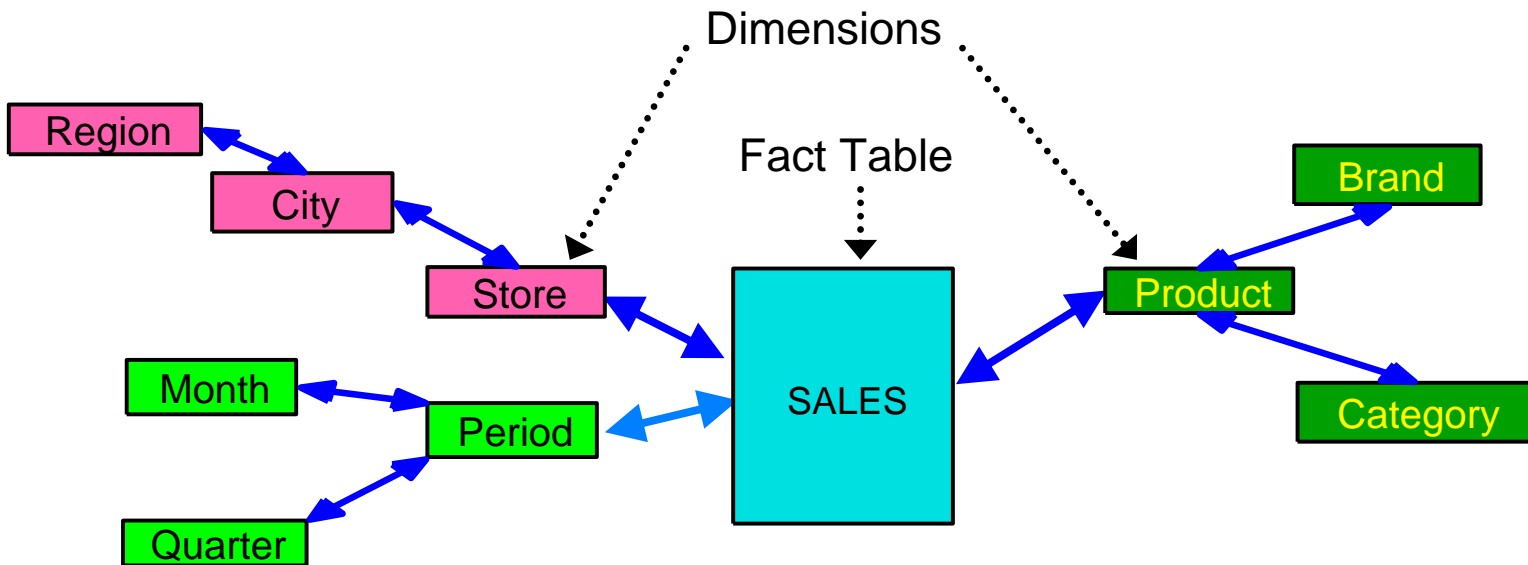 Dimensions
Region
Fact Table
Brand
City
Store
Product
Month
SALES
Period
Category
Quarter